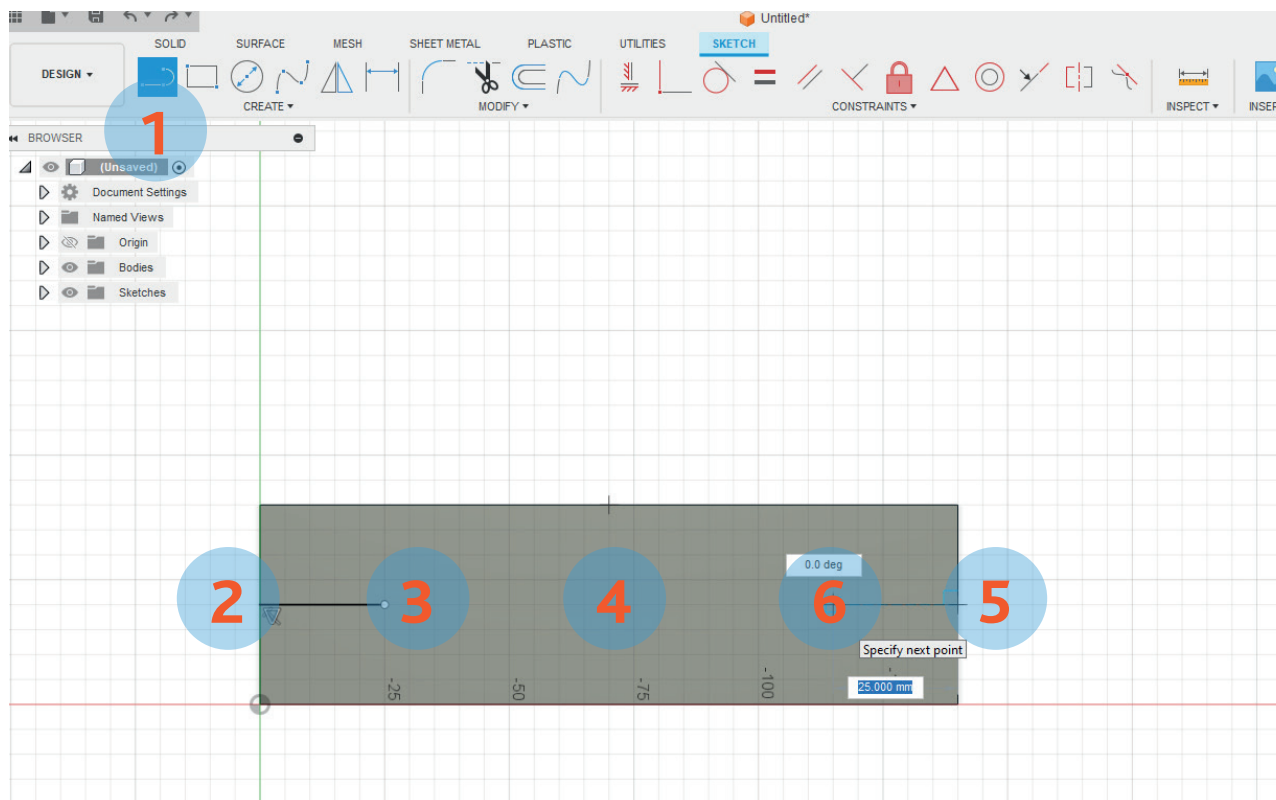 Untitled*
SOLID SURFACE MESH SHEET METAL PLASTIC UTILITIES SKETCH
DESIGN ▾
CREATE ▾ MODIFY ▾ CONSTRAINTS ▾ INSPECT ▾ INSER
1
BROWSER
(Unsaved)
Document Settings
Named Views
Origin
Bodies
Sketches
0.0 deg
2 3 4 6 5
Specify next point
-25 -50 -75 -100
25.000 mm